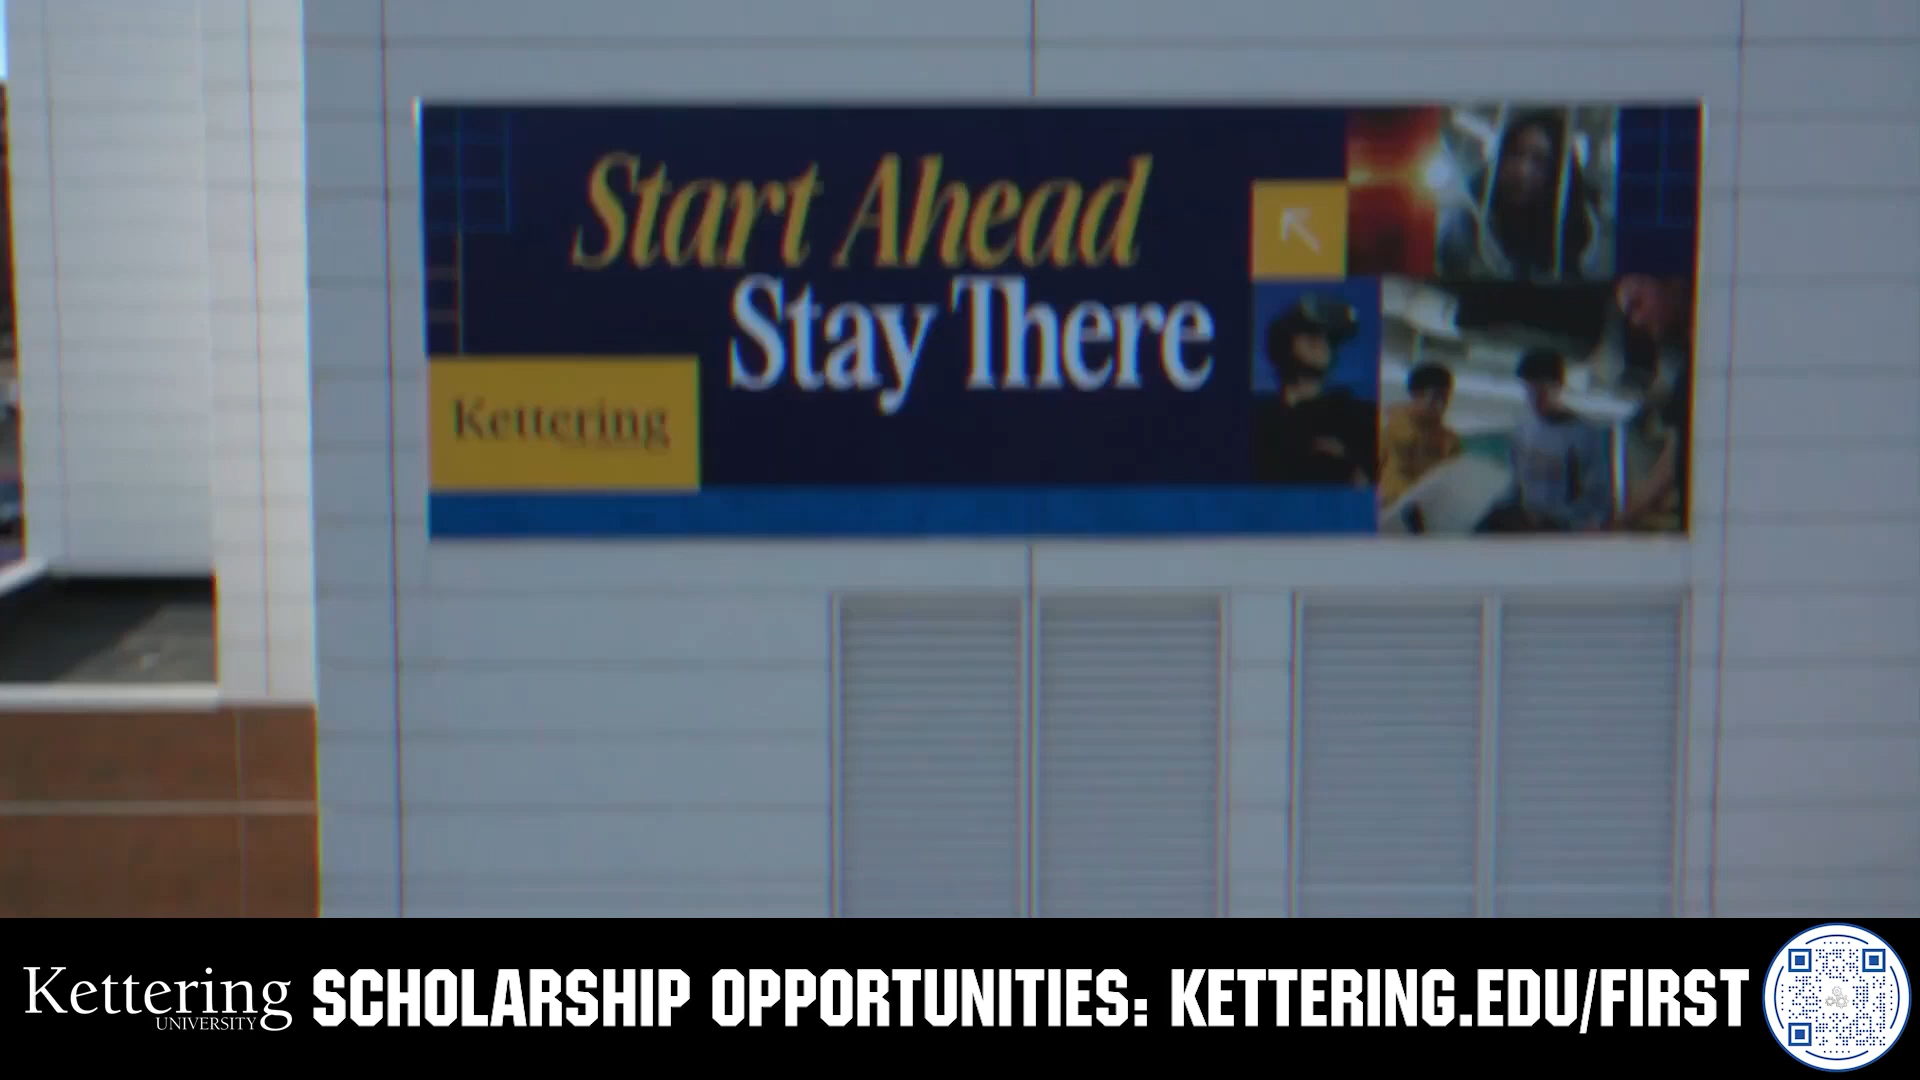 Start Ahead
Stay There
Kettering
Kettering
UNIVERSITY
SCHOLARSHIP OPPORTUNITIES: KETTERING.EDU/FIRST